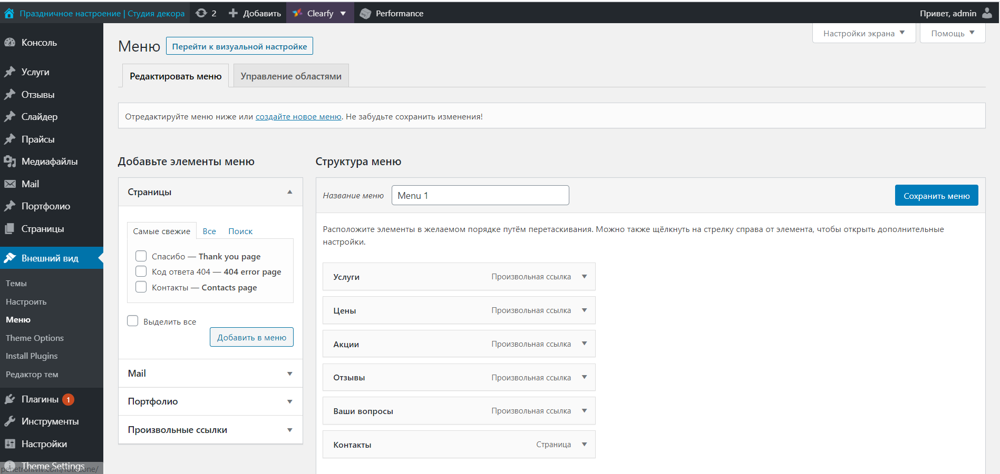 Праздничное настроение | Студия декора
2
Добавить
Clearfy
Performance
Привет, admin
Консоль
Услуги
Отзывы
Слайдер
Прайсы
Медиафайлы
Mail
Портфолио
Страницы
Внешний вид
Темы
Настроить
Меню
Theme Options
Install Plugins
Редактор тем
Плагины 1
Инструменты
Настройки
Theme Settings
Настройки экрана
Помощь
Меню
Перейти к визуальной настройке
Редактировать меню
Управление областями
Отредактируйте меню ниже или создайте новое меню. Не забудьте сохранить изменения!
Добавьте элементы меню
Страницы
Самые свежие
Все
Поиск
Спасибо — Thank you page
Код ответа 404 — 404 error page
Контакты — Contacts page
Выделить все
Добавить в меню
Mail
Портфолио
Произвольные ссылки
Структура меню
Название меню
Menu 1
Сохранить меню
Расположите элементы в желаемом порядке путём перетаскивания. Можно также щёлкнуть на стрелку справа от элемента, чтобы открыть дополнительные
настройки.
Услуги
Произвольная ссылка
Цены
Произвольная ссылка
Акции
Произвольная ссылка
Отзывы
Произвольная ссылка
Ваши вопросы
Произвольная ссылка
Контакты
Страница